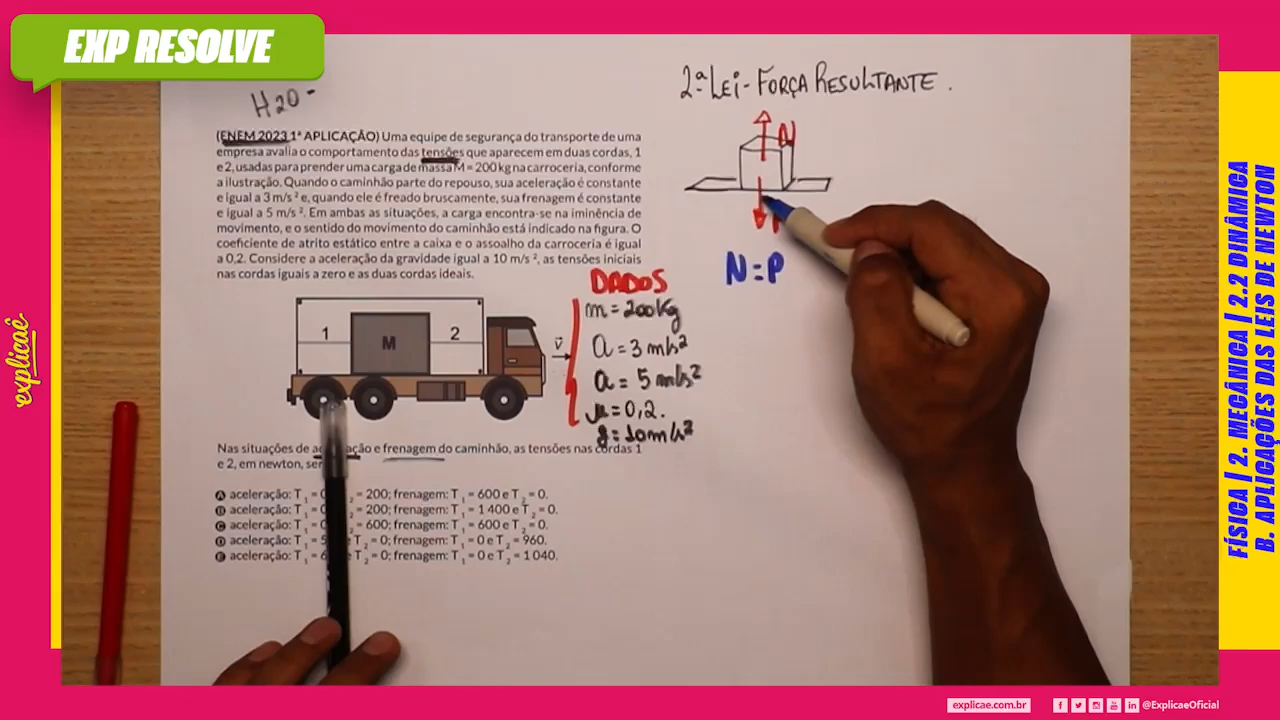 EXP RESOLVE
H20 -
2ª LEI - FORÇA RESULTANTE.
(ENEM 2023 1ª APLICAÇÃO) Uma equipe de segurança do transporte de uma
empresa avalia o comportamento das tensões que aparecem em duas cordas, 1
e 2, usadas para prender uma carga de massa M = 200 kg na carroceria, conforme
a ilustração. Quando o caminhão parte do repouso, sua aceleração é constante
e igual a 3 m/s ² e, quando ele é freado bruscamente, sua frenagem é constante
e igual a 5 m/s ². Em ambas as situações, a carga encontra-se na iminência de
movimento, e o sentido do movimento do caminhão está indicado na figura. O
coeficiente de atrito estático entre a caixa e o assoalho da carroceria é igual
a 0,2. Considere a aceleração da gravidade igual a 10 m/s ², as tensões iniciais
nas cordas iguais a zero e as duas cordas ideais.
N
N = P
DADOS
m = 200Kg
a = 3 m/s²
a = 5 m/s²
μ = 0,2.
g = 10 m/s²
1 M 2 v
Nas situações de e frenagem do caminhão, as tensões nas cordas 1
e 2, em newton,
A aceleração: T₁ = = 200; frenagem: T₁ = 600 e T₂ = 0.
B aceleração: T₁ = = 200; frenagem: T₁ = 1 400 e T₂ = 0.
C aceleração: T₁ = = 600; frenagem: T₁ = 600 e T₂ = 0.
D aceleração: T₁ = e T₂ = 0; frenagem: T₁ = 0 e T₂ = 960.
E aceleração: T₁ = e T₂ = 0; frenagem: T₁ = 0 e T₂ = 1 040.
explicaê
FÍSICA | 2. MECÂNICA | 2.2 DINÂMICA
B. APLICAÇÕES DAS LEIS DE NEWTON
explicae.com.br
@ExplicaeOficial